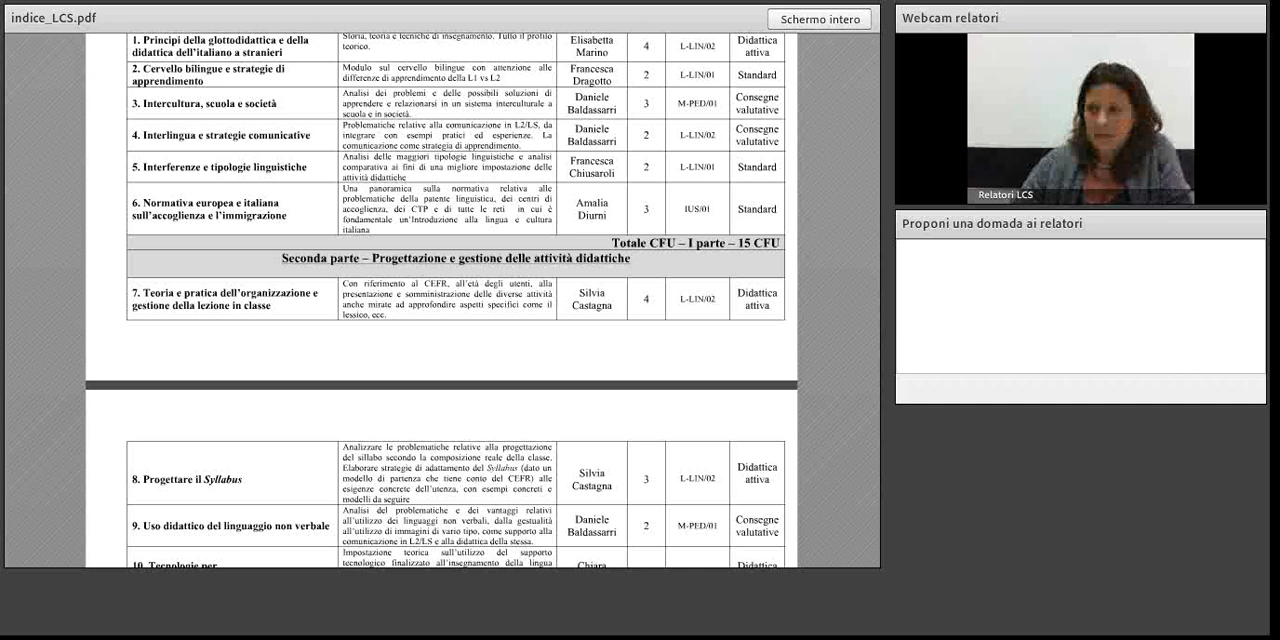 indice_LCS.pdf
Schermo intero
1. Principi della glottodidattica e della
didattica dell'italiano a stranieri
Storia, teoria e tecniche di insegnamento. Tutto il profilo
teorico.
Elisabetta
Marino
4
L-LIN/02
Didattica
attiva
2. Cervello bilingue e strategie di
apprendimento
Modulo sul cervello bilingue con attenzione alle
differenze di apprendimento della L1 vs L2
Francesca
Dragotto
2
L-LIN/01
Standard
3. Intercultura, scuola e società
Analisi dei problemi e delle possibili soluzioni di
apprendere e relazionarsi in un sistema interculturale a
scuola e in società.
Daniele
Baldassarri
3
M-PED/01
Consegne
valutative
4. Interlingua e strategie comunicative
Problematiche relative alla comunicazione in L2/LS, da
integrare con esempi pratici ed esperienze. La
comunicazione come strategia di apprendimento.
Daniele
Baldassarri
2
L-LIN/02
Consegne
valutative
5. Interferenze e tipologie linguistiche
Analisi delle maggiori tipologie linguistiche e analisi
comparativa ai fini di una migliore impostazione delle
attività didattiche
Francesca
Chiusaroli
2
L-LIN/01
Standard
6. Normativa europea e italiana
sull'accoglienza e l'immigrazione
Una panoramica sulla normativa relativa alle
problematiche della patente linguistica, dei centri di
accoglienza, dei CTP e di tutte le reti in cui è
fondamentale un'Introduzione alla lingua e cultura
italiana
Amalia
Diurni
3
IUS/01
Standard
Totale CFU – I parte – 15 CFU
Seconda parte – Progettazione e gestione delle attività didattiche
7. Teoria e pratica dell'organizzazione e
gestione della lezione in classe
Con riferimento al CEFR, all'età degli utenti, alla
presentazione e somministrazione delle diverse attività
anche mirate ad approfondire aspetti specifici come il
lessico, ecc.
Silvia
Castagna
4
L-LIN/02
Didattica
attiva
8. Progettare il Syllabus
Analizzare le problematiche relative alla progettazione
del sillabo secondo la composizione reale della classe.
Elaborare strategie di adattamento del Syllabus (dato un
modello di partenza che tiene conto del CEFR) alle
esigenze concrete dell'utenza, con esempi concreti e
modelli da seguire
Silvia
Castagna
3
L-LIN/02
Didattica
attiva
9. Uso didattico del linguaggio non verbale
Analisi del problematiche e dei vantaggi relativi
all'utilizzo dei linguaggi non verbali, dalla gestualità
all'utilizzo di immagini di vario tipo, come supporto alla
comunicazione in L2/LS e alla didattica della stessa.
Daniele
Baldassarri
2
M-PED/01
Consegne
valutative
10. Tecnologie per
Impostazione teorica sull'utilizzo del supporto
tecnologico finalizzato all'insegnamento della lingua
Chiara
Didattica
Webcam relatori
Relatori LCS
Proponi una domada ai relatori